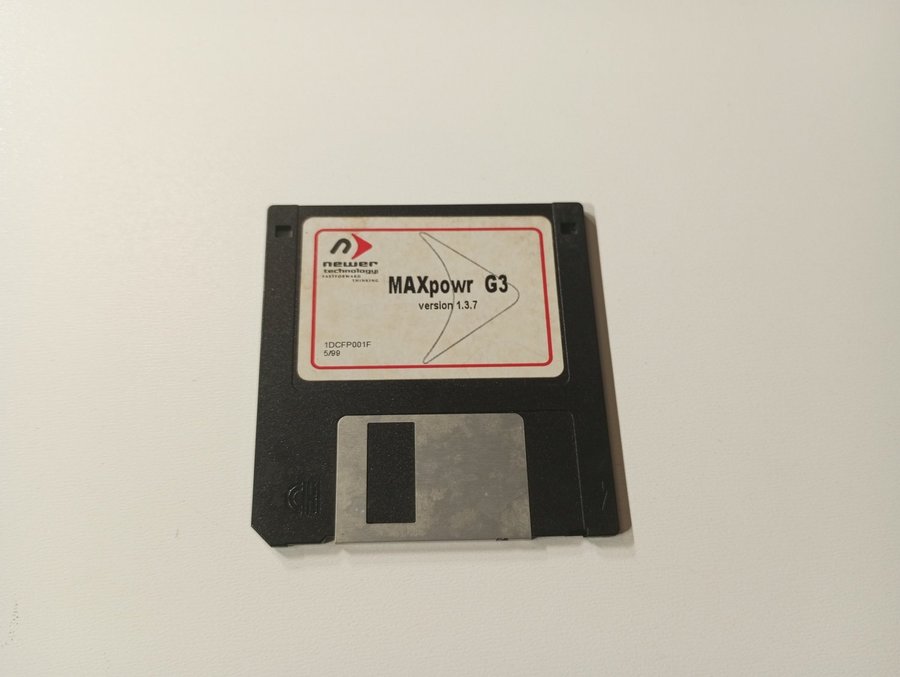 newer
technology
FASTFORWARD
THINKING
MAXpowr G3
version 1.3.7
1DCFP001F
5/99